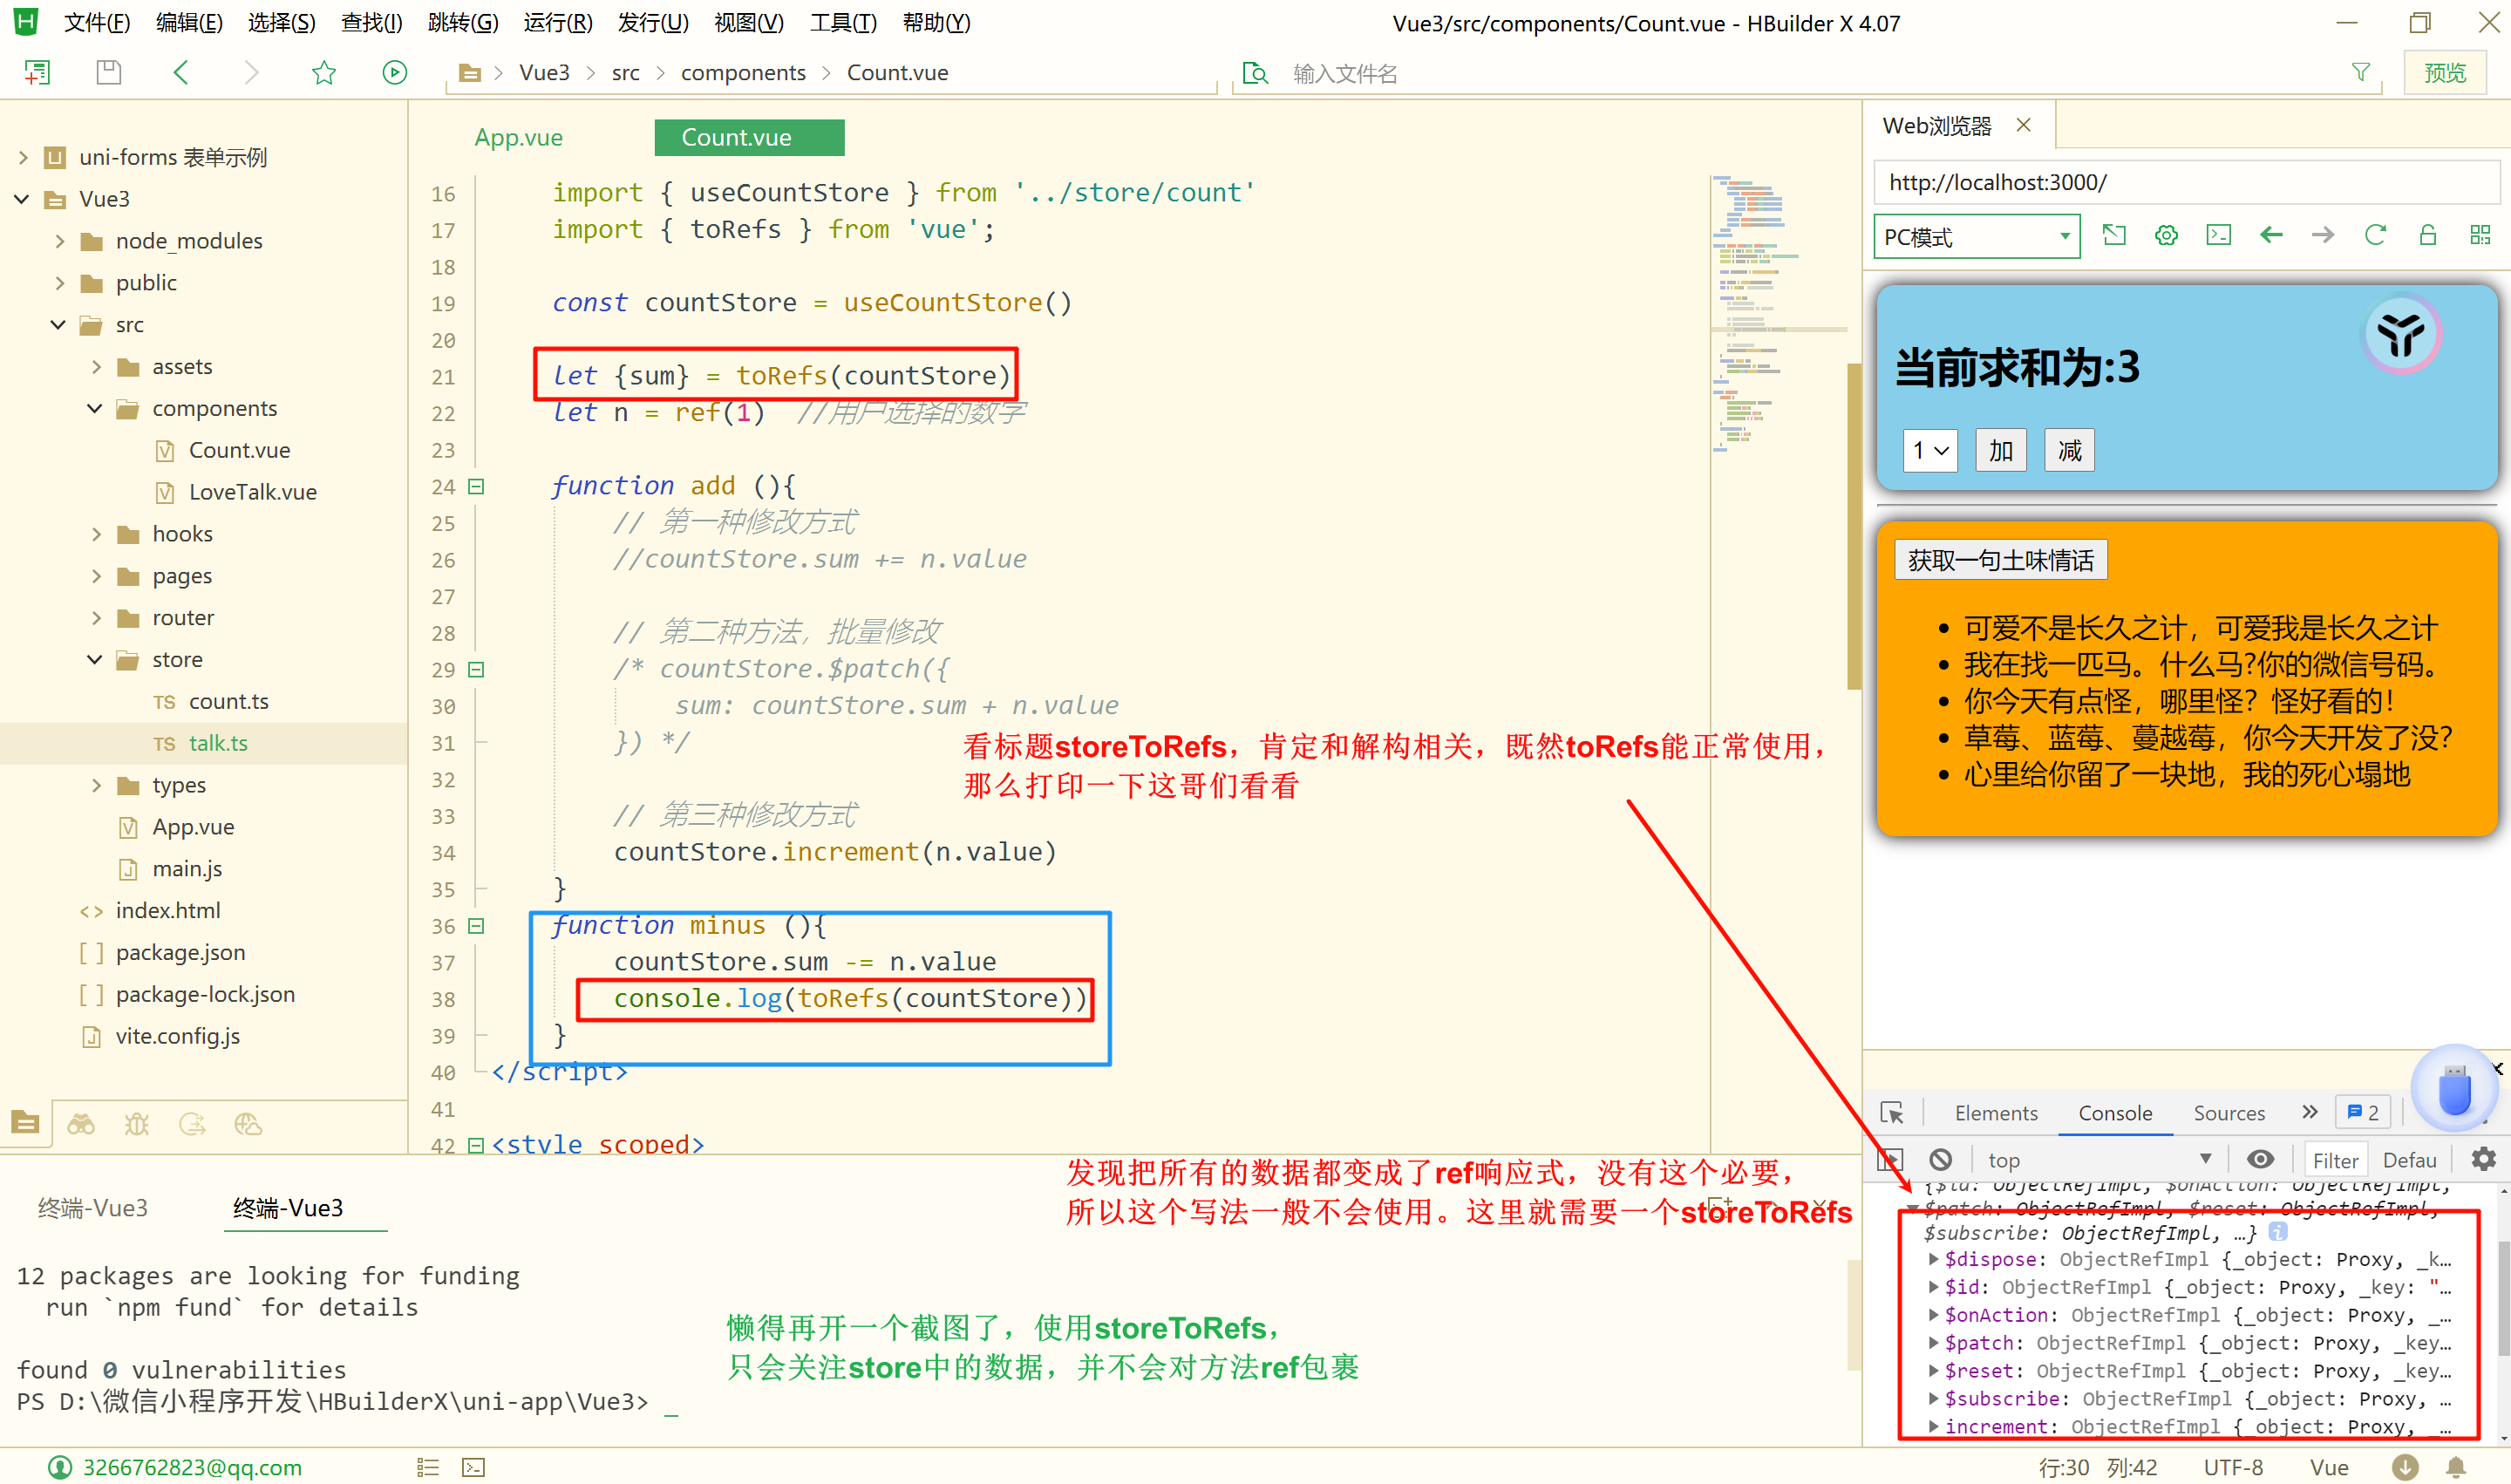 文件(F) 编辑(E) 选择(S) 查找(I) 跳转(G) 运行(R) 发行(U) 视图(V) 工具(T) 帮助(Y)
Vue3/src/components/Count.vue - HBuilder X 4.07
Vue3 src components Count.vue
输入文件名
预览
uni-forms 表单示例
Vue3
node_modules
public
src
assets
components
Count.vue
LoveTalk.vue
hooks
pages
router
store
TS count.ts
TS talk.ts
types
App.vue
main.js
index.html
package.json
package-lock.json
vite.config.js
App.vue
Count.vue
16 import { useCountStore } from '../store/count'
17 import { toRefs } from 'vue';
18
19 const countStore = useCountStore()
20
21 let {sum} = toRefs(countStore)
22 let n = ref(1) //用户选择的数字
23
24 function add (){
25 // 第一种修改方式
26 //countStore.sum += n.value
27
28 // 第二种方法，批量修改
29 /* countStore.$patch({
30 sum: countStore.sum + n.value
31 }) */
32
33 // 第三种修改方式
34 countStore.increment(n.value)
35 }
36 function minus (){
37 countStore.sum -= n.value
38 console.log(toRefs(countStore))
39 }
40 </script>
41
42 <style scoped>
看标题storeToRefs，肯定和解构相关，既然toRefs能正常使用，
那么打印一下这哥们看看
Web浏览器
http://localhost:3000/
PC模式
当前求和为:3
1 加 减
获取一句土味情话
可爱不是长久之计，可爱我是长久之计
我在找一匹马。什么马?你的微信号码。
你今天有点怪，哪里怪？怪好看的！
草莓、蓝莓、蔓越莓，你今天开发了没？
心里给你留了一块地，我的死心塌地
Elements Console Sources 2
top Filter Defau
{$id: ObjectRefImpl, $onAction: ObjectRefImpl,
$patch: ObjectRefImpl, $reset: ObjectRefImpl,
$subscribe: ObjectRefImpl, …}
$dispose: ObjectRefImpl {_object: Proxy, _k…
$id: ObjectRefImpl {_object: Proxy, _key: "…
$onAction: ObjectRefImpl {_object: Proxy, _…
$patch: ObjectRefImpl {_object: Proxy, _key…
$reset: ObjectRefImpl {_object: Proxy, _key…
$subscribe: ObjectRefImpl {_object: Proxy, …
increment: ObjectRefImpl {_object: Proxy, _…
发现把所有的数据都变成了ref响应式，没有这个必要，
所以这个写法一般不会使用。这里就需要一个storeToRefs
终端-Vue3 终端-Vue3
12 packages are looking for funding
run `npm fund` for details
found 0 vulnerabilities
PS D:\微信小程序开发\HBuilderX\uni-app\Vue3> _
懒得再开一个截图了，使用storeToRefs，
只会关注store中的数据，并不会对方法ref包裹
3266762823@qq.com
行:30 列:42 UTF-8 Vue